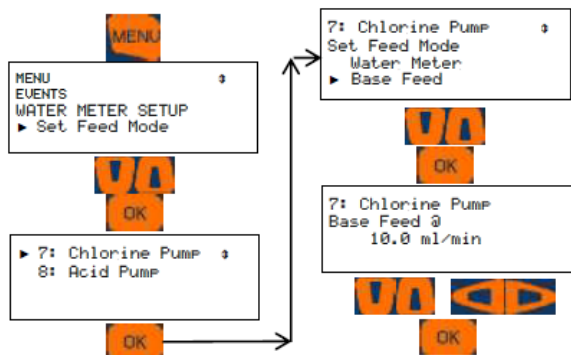 MENU
MENU
EVENTS
WATER METER SETUP
► Set Feed Mode
OK
► 7: Chlorine Pump
8: Acid Pump
OK
7: Chlorine Pump
Set Feed Mode
Water Meter
► Base Feed
OK
7: Chlorine Pump
Base Feed @
10.0 ml/min
OK